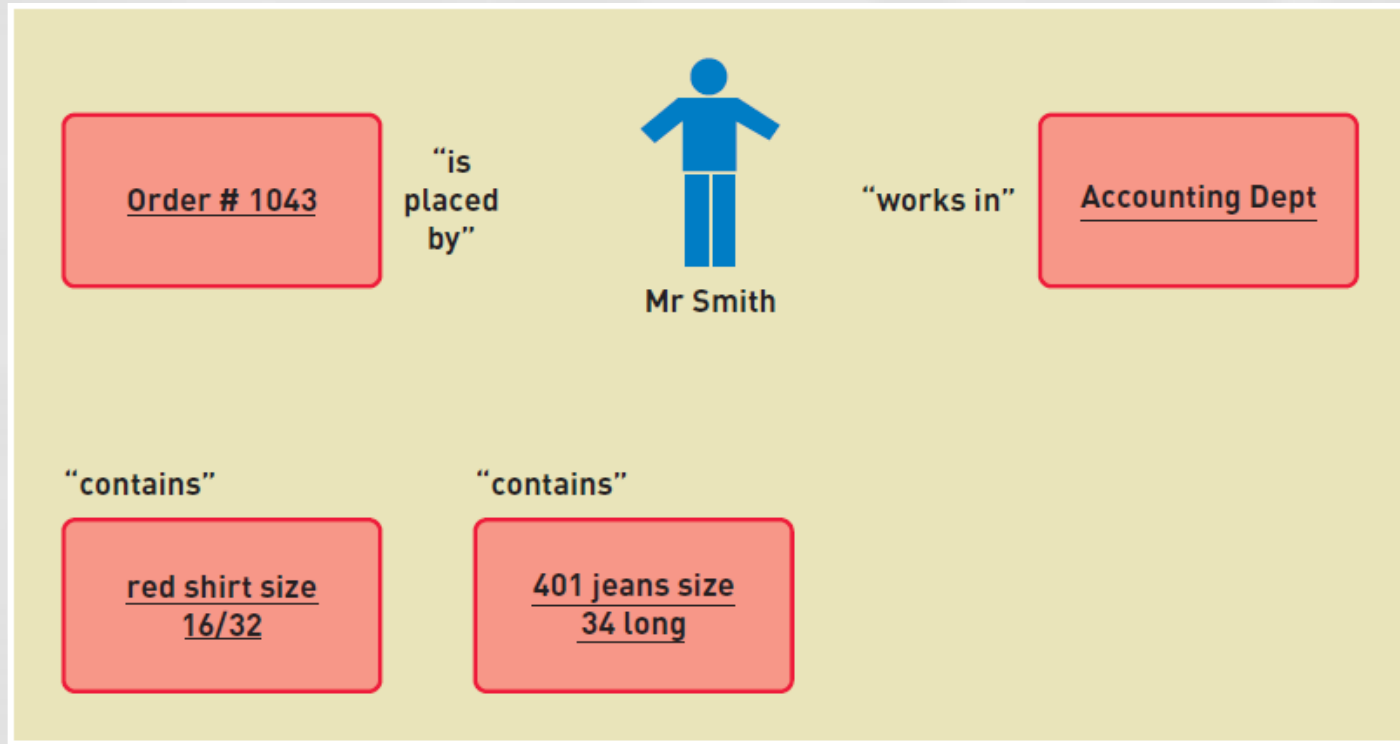 Order # 1043
“is
placed
by”
Mr Smith
“works in”
Accounting Dept
“contains”
red shirt size
16/32
“contains”
401 jeans size
34 long